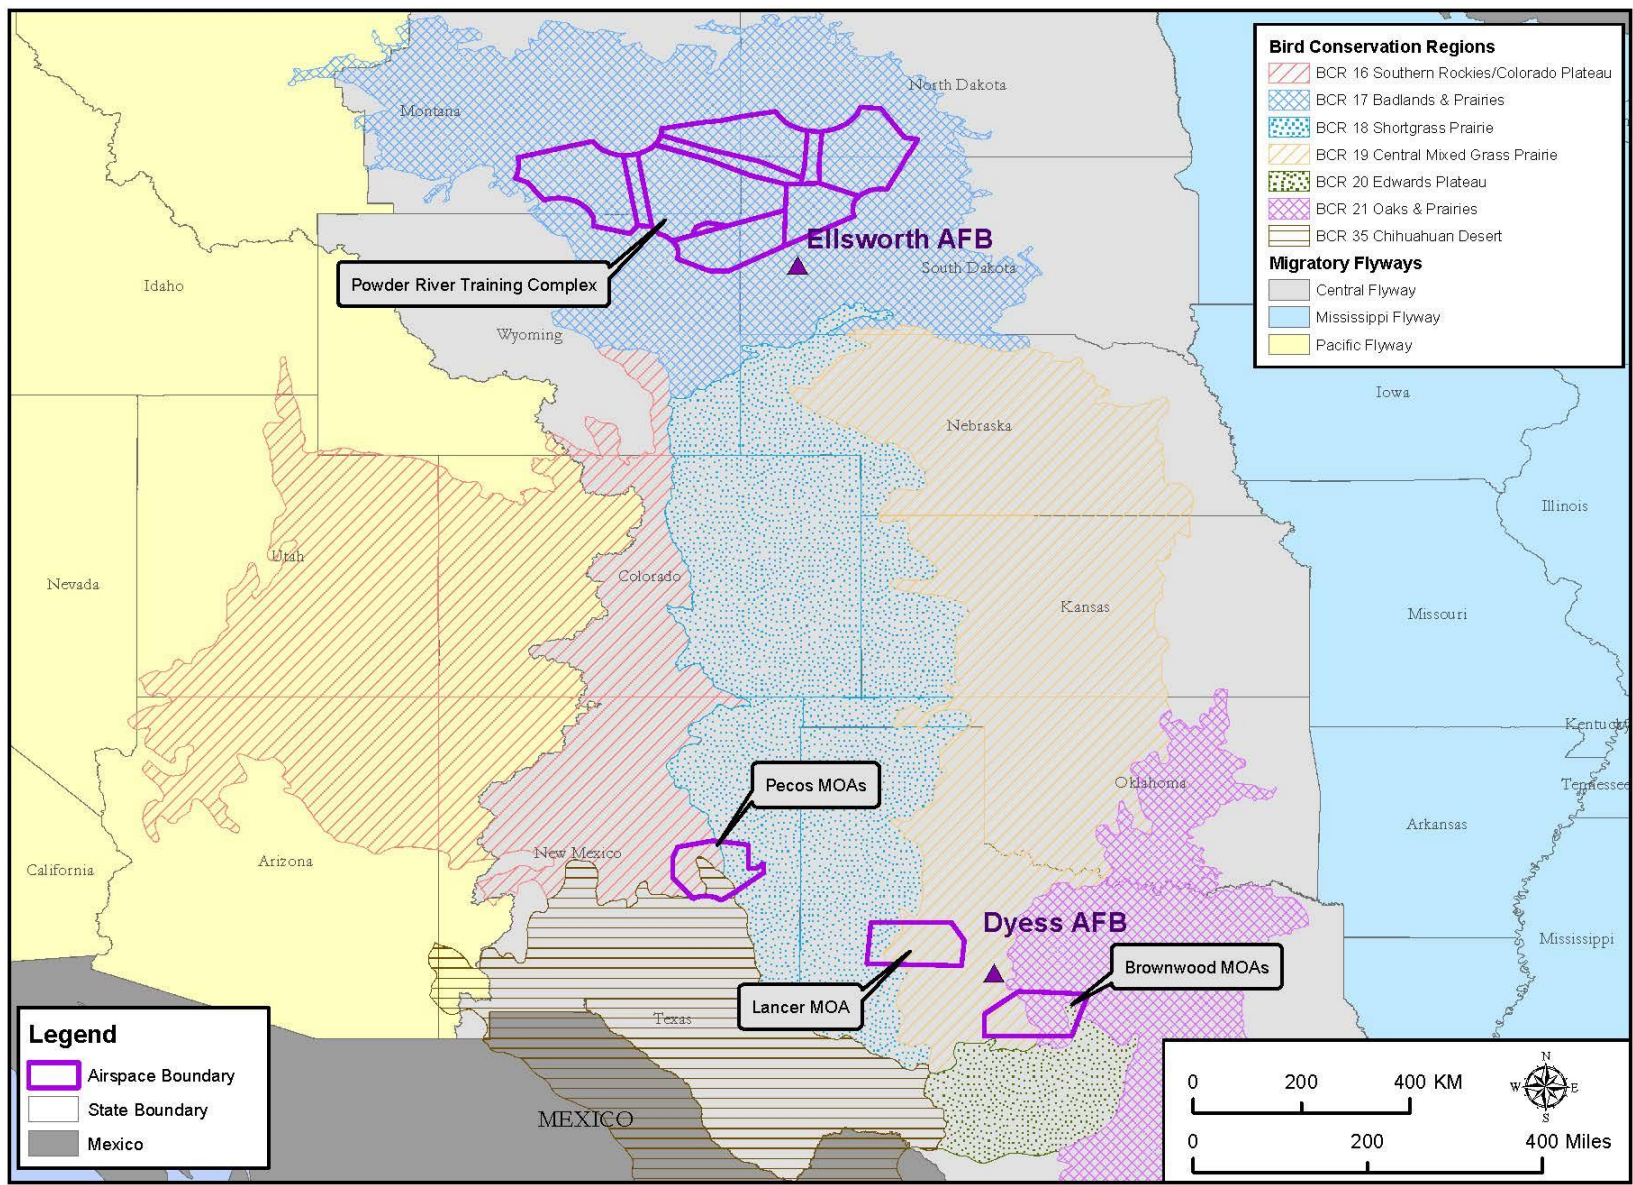 Bird Conservation Regions
BCR 16 Southern Rockies/Colorado Plateau
BCR 17 Badlands & Prairies
BCR 18 Shortgrass Prairie
BCR 19 Central Mixed Grass Prairie
BCR 20 Edwards Plateau
BCR 21 Oaks & Prairies
BCR 35 Chihuahuan Desert
Migratory Flyways
Central Flyway
Mississippi Flyway
Pacific Flyway
North Dakota
Montana
Ellsworth AFB
South Dakota
Powder River Training Complex
Idaho
Wyoming
Iowa
Nebraska
Illinois
Utah
Nevada
Colorado
Kansas
Missouri
Kentucky
Pecos MOAs
Oklahoma
Tennessee
Arkansas
New Mexico
Arizona
California
Dyess AFB
Mississippi
Brownwood MOAs
Lancer MOA
Texas
MEXICO
Legend
Airspace Boundary
State Boundary
Mexico
0 200 400 KM
0 200 400 Miles
N
W E
S